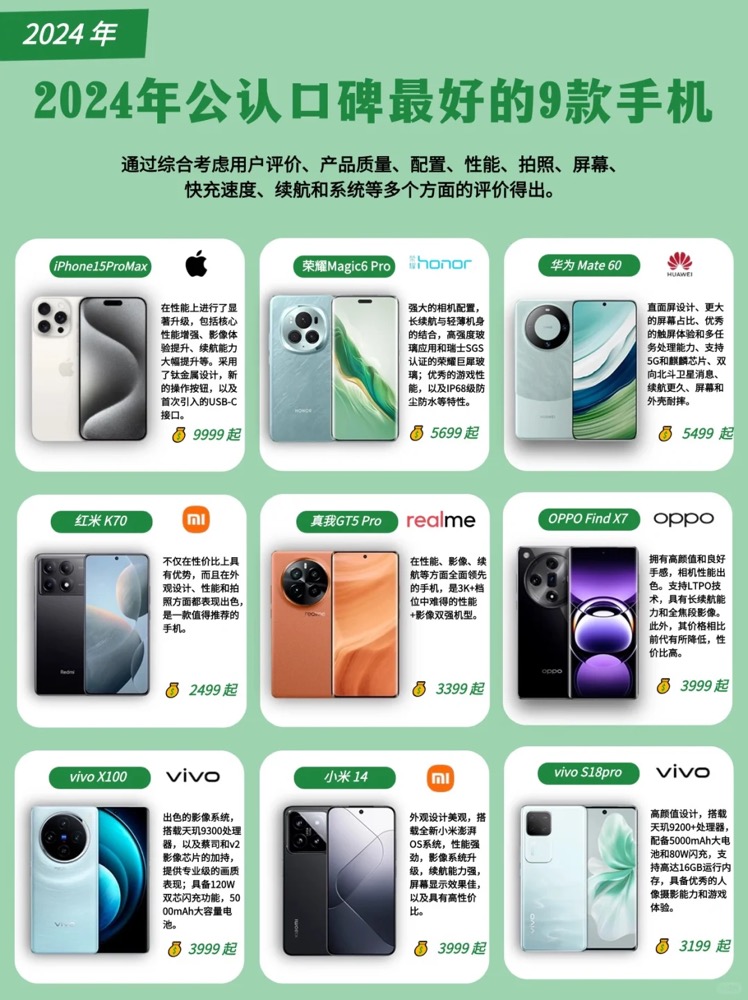 2024 年
2024年公认口碑最好的9款手机
通过综合考虑用户评价、产品质量、配置、性能、拍照、屏幕、
快充速度、续航和系统等多个方面的评价得出。
iPhone15ProMax
在性能上进行了显
著升级，包括核心
性能增强、影像体
验提升、续航能力
大幅提升等。采用
了钛金属设计，新
的操作按钮，以及
首次引入的USB-C
接口。
9999 起
荣耀Magic6 Pro
荣耀
honor
强大的相机配置，
长续航与轻薄机身
的结合，高强度玻
璃应用和瑞士SGS
认证的荣耀巨犀玻
璃；优秀的游戏性
能，以及IP68级防
尘防水等特性。
HONOR
5699 起
华为 Mate 60
HUAWEI
直面屏设计、更大
的屏幕占比、优秀
的触屏体验和多任
务处理能力、支持
5G和麒麟芯片、双
向北斗卫星消息、
续航更久、屏幕和
外壳耐摔。
5499 起
红米 K70
mi
不仅在性价比上具
有优势，而且在外
观设计、性能和拍
照方面都表现出色，
是一款值得推荐的
手机。
Redmi
2499 起
真我GT5 Pro
realme
在性能、影像、续
航等方面全面领先
的手机，是3K+档
位中难得的性能
+影像双强机型。
realme
3399 起
OPPO Find X7
oppo
拥有高颜值和良好
手感，相机性能出
色。支持LTPO技
术，具有长续航能
力和全焦段影像。
此外，其价格相比
前代有所降低，性
价比高。
oppo
3999 起
vivo X100
vivo
出色的影像系统，
搭载天玑9300处理
器，以及蔡司和v2
影像芯片的加持，
提供专业级的画质
表现；具备120W
双芯闪充功能，50
00mAh大容量电
池。
vivo
3999 起
小米 14
mi
外观设计美观，搭
载全新小米澎湃
OS系统，性能强
劲，影像系统升
级，续航能力强，
屏幕显示效果佳，
以及具有高性价
比。
xiaomi
3999 起
vivo S18pro
vivo
高颜值设计，搭载
天玑9200+处理器，
配备5000mAh大电
池和80W闪充，支
持高达16GB运行内
存，具备优秀的人
像摄影能力和游戏
体验。
vivo
3199 起